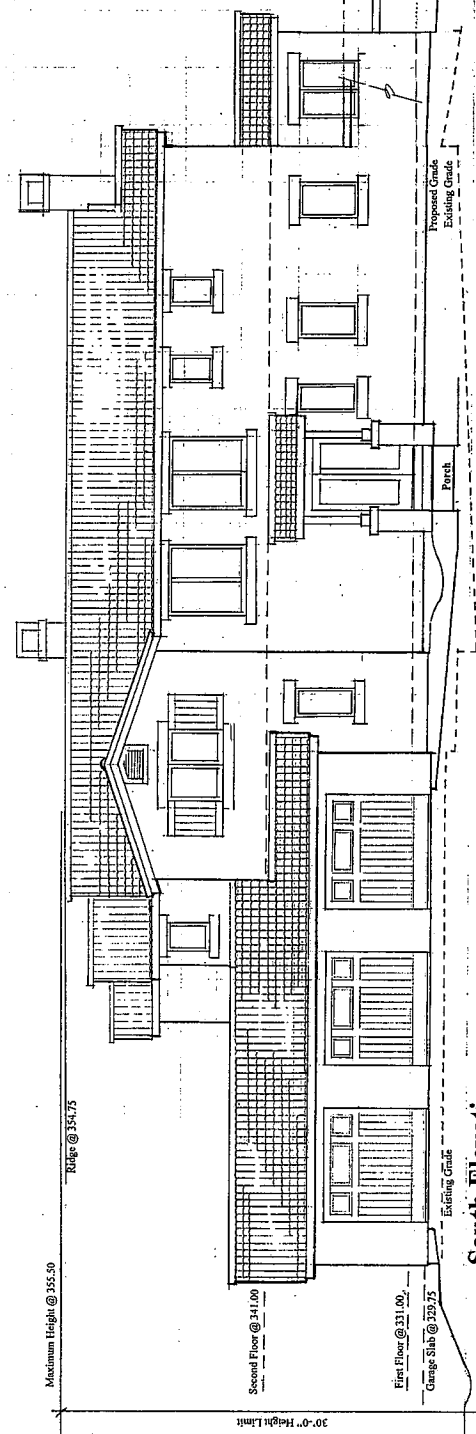 Maximum Height @ 355.50
Ridge @ 354.75
Second Floor @ 341.00
First Floor @ 331.00
Garage Slab @ 329.75
30'-0" Height Limit
Existing Grade
Porch
Proposed Grade
Existing Grade
South